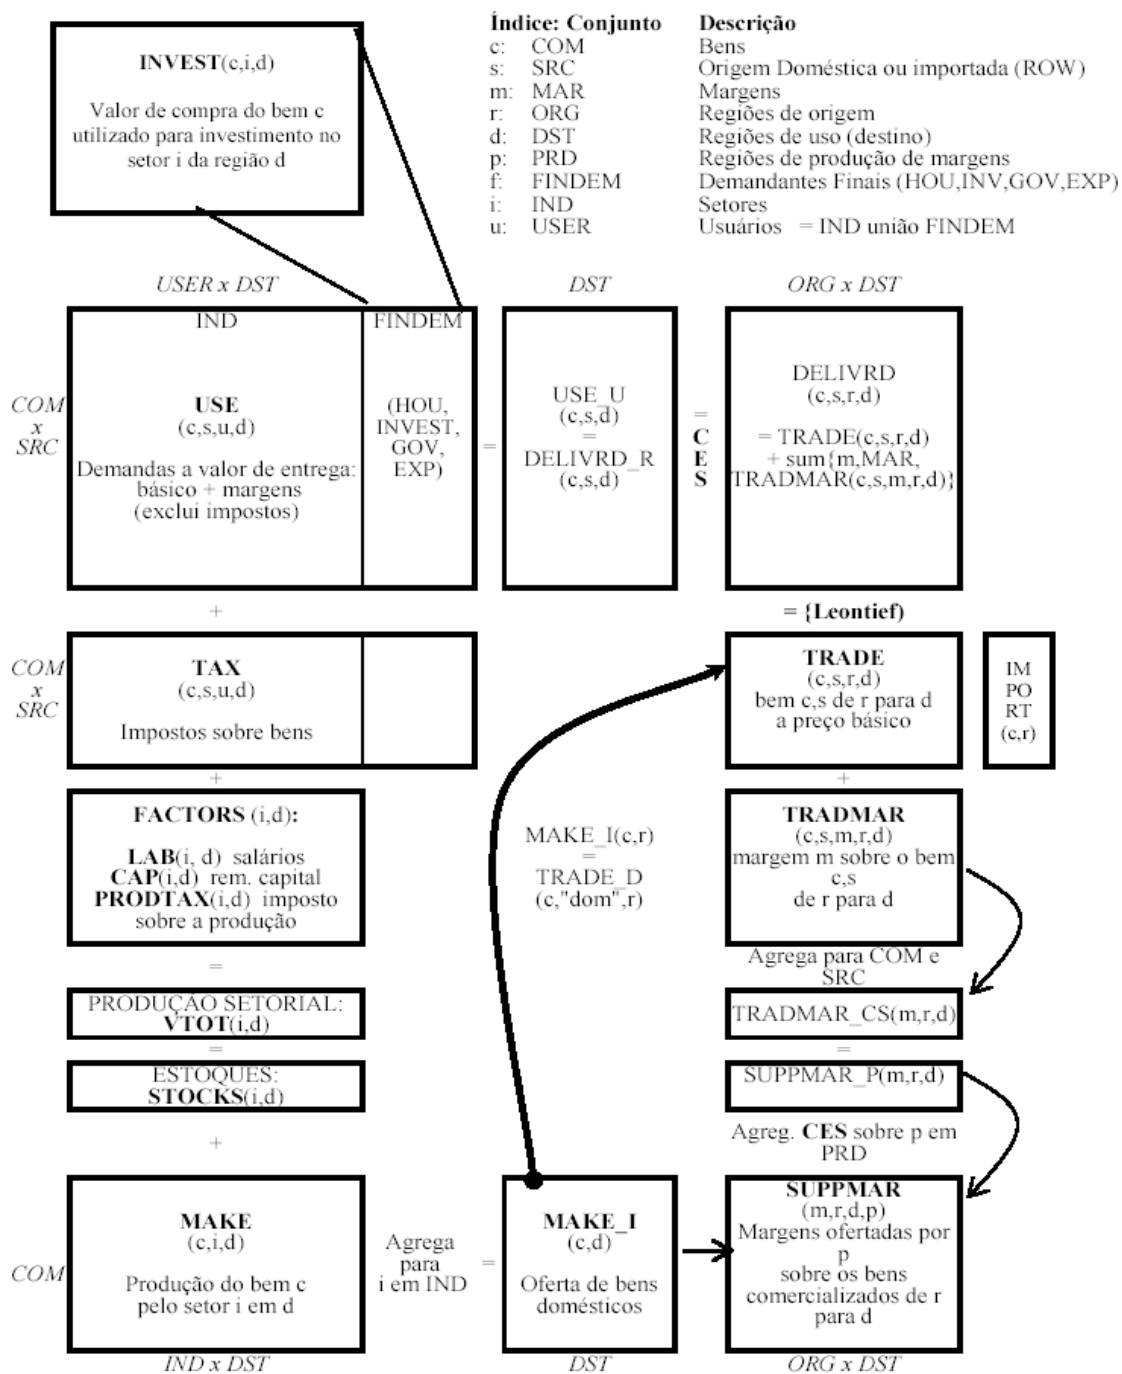 INVEST(c,i,d)
Valor de compra do bem c
utilizado para investimento no
setor i da região d
Índice: Conjunto Descrição
c: COM Bens
s: SRC Origem Doméstica ou importada (ROW)
m: MAR Margens
r: ORG Regiões de origem
d: DST Regiões de uso (destino)
p: PRD Regiões de produção de margens
f: FINDEM Demandantes Finais (HOU,INV,GOV,EXP)
i: IND Setores
u: USER Usuários = IND união FINDEM
USER x DST
DST
ORG x DST
COM
x
SRC
IND
USE
(c,s,u,d)
Demandas a valor de entrega:
básico + margens
(exclui impostos)
FINDEM
(HOU,
INVEST,
GOV,
EXP)
=
USE_U
(c,s,d)
=
DELIVRD_R
(c,s,d)
=
C
E
S
DELIVRD
(c,s,r,d)
= TRADE(c,s,r,d)
+ sum{m,MAR,
TRADMAR(c,s,m,r,d)}
+
= {Leontief)
COM
x
SRC
TAX
(c,s,u,d)
Impostos sobre bens
TRADE
(c,s,r,d)
bem c,s de r para d
a preço básico
IM
PO
RT
(c,r)
+
+
FACTORS (i,d):
LAB(i, d) salários
CAP(i,d) rem. capital
PRODTAX(i,d) imposto
sobre a produção
MAKE_I(c,r)
=
TRADE_D
(c,"dom",r)
TRADMAR
(c,s,m,r,d)
margem m sobre o bem
c,s
de r para d
=
Agrega para COM e
SRC
PRODUÇÃO SETORIAL:
VTOT(i,d)
TRADMAR_CS(m,r,d)
=
=
ESTOQUES:
STOCKS(i,d)
SUPPMAR_P(m,r,d)
+
Agreg. CES sobre p em
PRD
COM
MAKE
(c,i,d)
Produção do bem c
pelo setor i em d
Agrega
para
i em IND
=
MAKE_I
(c,d)
Oferta de bens
domésticos
SUPPMAR
(m,r,d,p)
Margens ofertadas por
p
sobre os bens
comercializados de r
para d
IND x DST
DST
ORG x DST